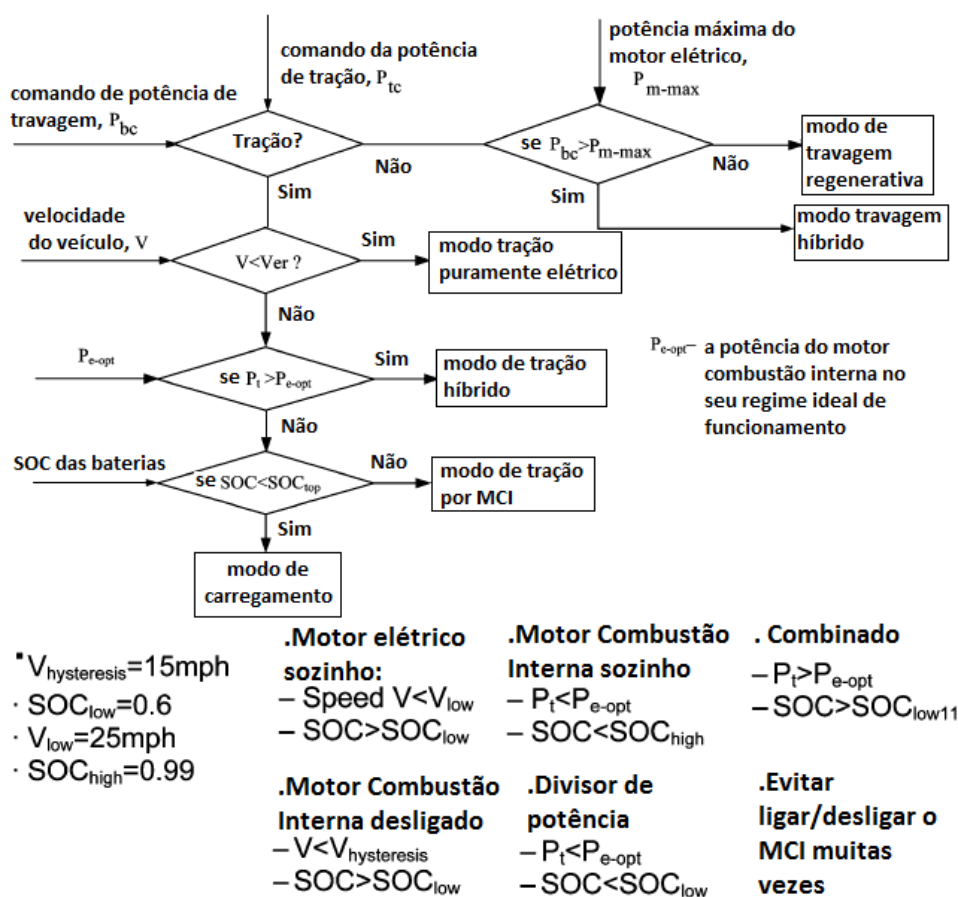 comando da potência
de tração, Ptc
potência máxima do
motor elétrico,
Pm-max
comando de potência de
travagem, Pbc
Tração?
Não
se Pbc>Pm-max
Não
modo de
travagem
regenerativa
Sim
Sim
modo travagem
híbrido
velocidade
do veículo, V
V<Ver ?
Sim
modo tração
puramente elétrico
Não
Pe-opt
se Pt >Pe-opt
Sim
modo de tração
híbrido
Pe-opt– a potência do motor
combustão interna no
seu regime ideal de
funcionamento
Não
SOC das baterias
se SOC<SOCtop
Não
modo de tração
por MCI
Sim
modo de
carregamento
▪ Vhysteresis=15mph
· SOClow=0.6
· Vlow=25mph
· SOChigh=0.99
.Motor elétrico
sozinho:
– Speed V<Vlow
– SOC>SOClow
.Motor Combustão
Interna sozinho
– Pt<Pe-opt
– SOC<SOChigh
. Combinado
– Pt>Pe-opt
– SOC>SOClow11
.Motor Combustão
Interna desligado
– V<Vhysteresis
– SOC>SOClow
.Divisor de
potência
– Pt<Pe-opt
– SOC<SOClow
.Evitar
ligar/desligar o
MCI muitas
vezes